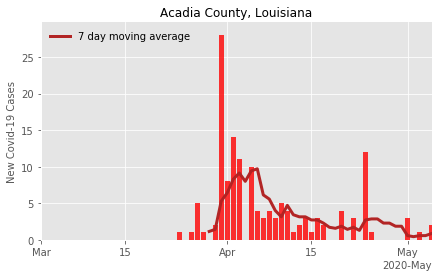 Acadia County, Louisiana
7 day moving average
New Covid-19 Cases
25
20
15
10
5
0
Mar 15 Apr 15 May
2020-May